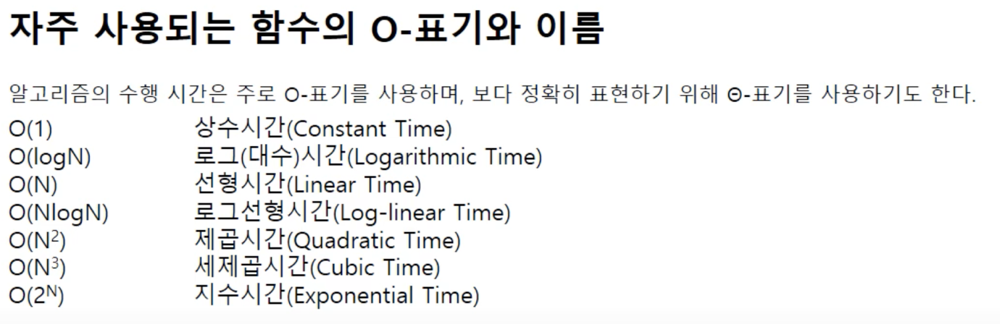 자주 사용되는 함수의 O-표기와 이름
알고리즘의 수행 시간은 주로 O-표기를 사용하며, 보다 정확히 표현하기 위해 Θ-표기를 사용하기도 한다.
O(1) 상수시간(Constant Time)
O(logN) 로그(대수)시간(Logarithmic Time)
O(N) 선형시간(Linear Time)
O(NlogN) 로그선형시간(Log-linear Time)
O(N²) 제곱시간(Quadratic Time)
O(N³) 세제곱시간(Cubic Time)
O(2ᴺ) 지수시간(Exponential Time)